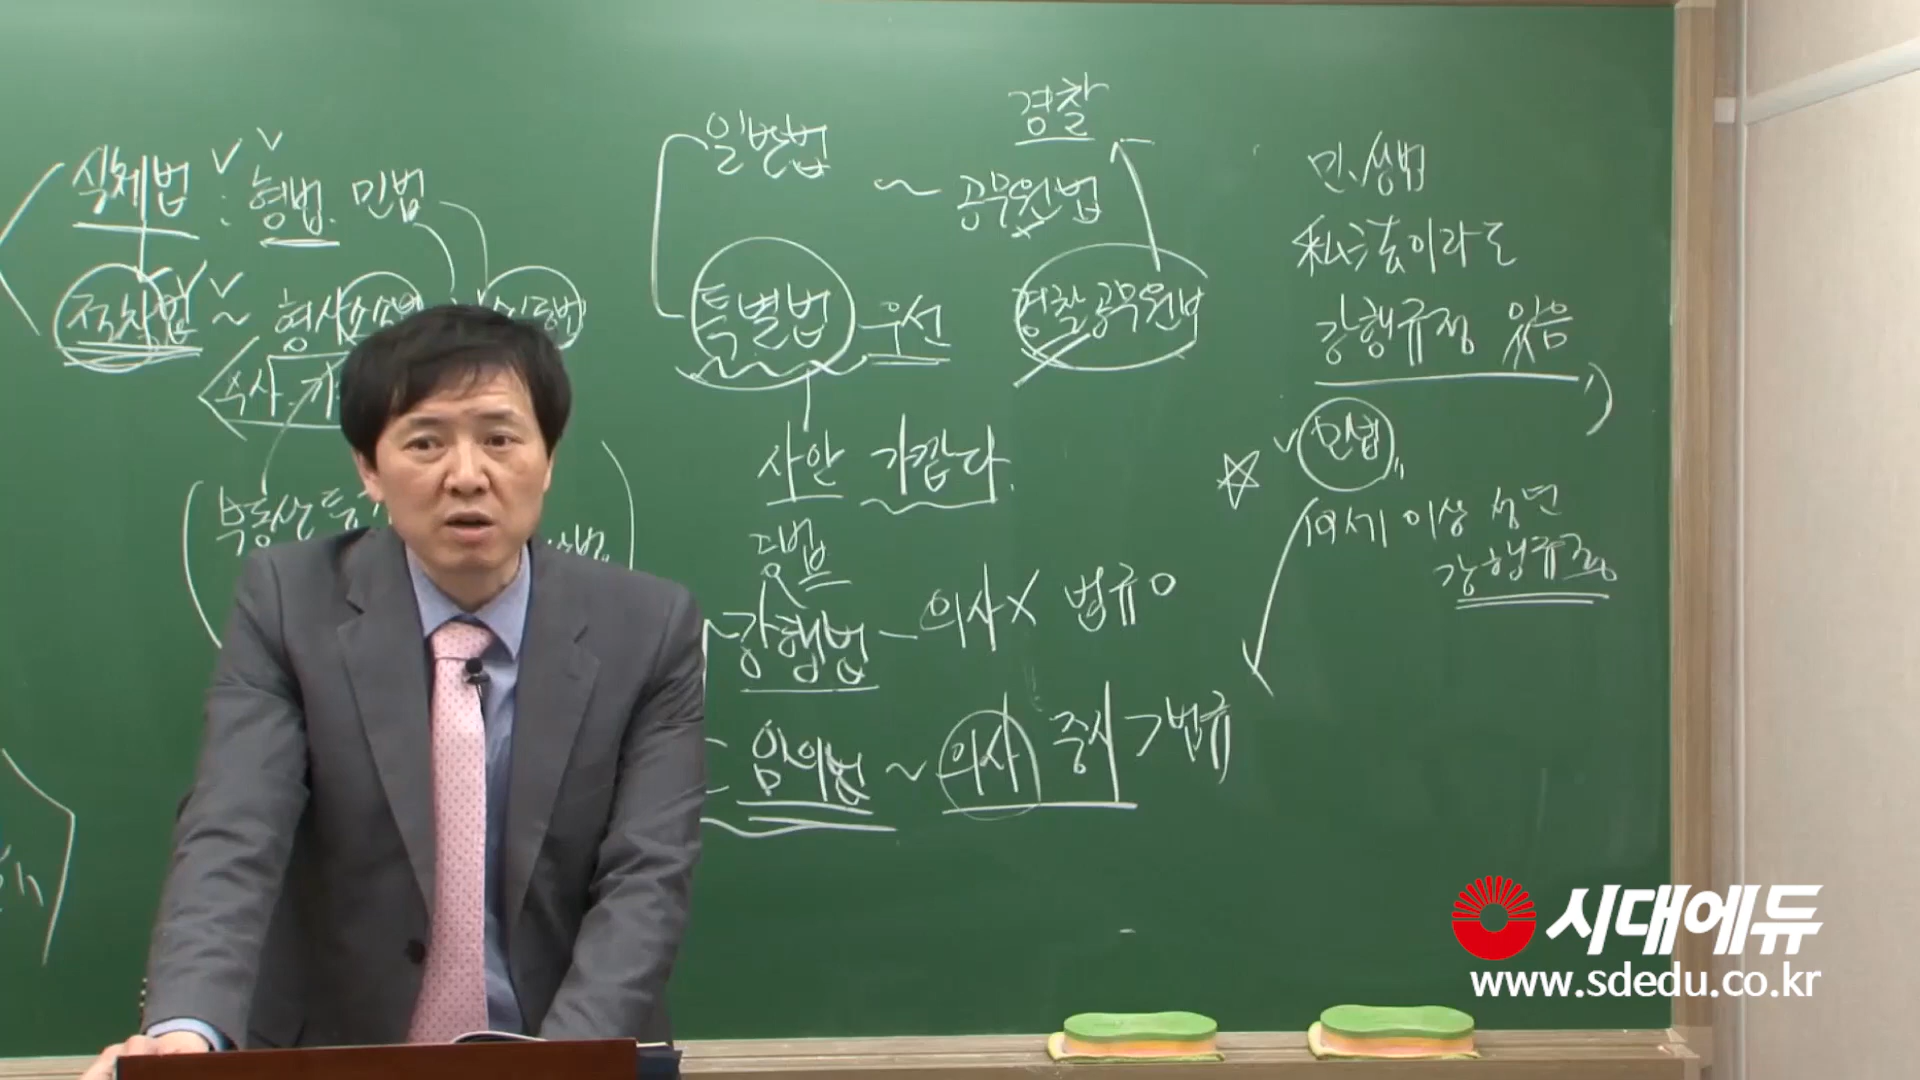 실체법 : 형법. 민법
절차법 ~ 형사소송
수사
부동산
일반법
특별법 우선
사안 가깝다.
강행법 - 의사X 법규O
임의법 ~ 의사 중시 > 법규
경찰
~ 공무원법
경찰공무원법
민.상법
私法이라도
강행규정 있음
민법
19세 이상 성년
강행규정
시대에듀
www.sdedu.co.kr